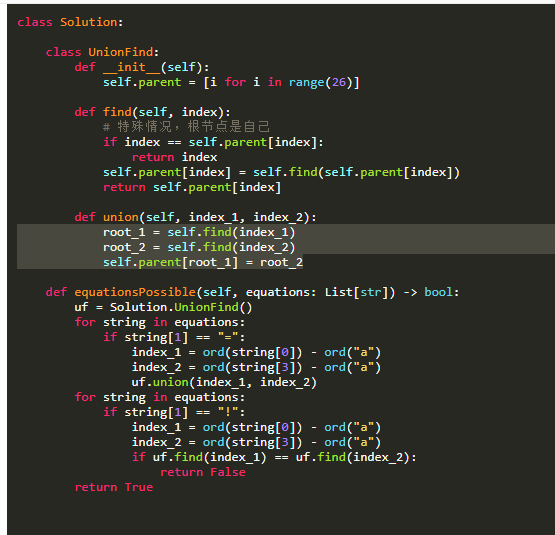 class Solution:
    class UnionFind:
        def __init__(self):
            self.parent = [i for i in range(26)]
        def find(self, index):
            # 特殊情况，根节点是自己
            if index == self.parent[index]:
                return index
            self.parent[index] = self.find(self.parent[index])
            return self.parent[index]
        def union(self, index_1, index_2):
            root_1 = self.find(index_1)
            root_2 = self.find(index_2)
            self.parent[root_1] = root_2
    def equationsPossible(self, equations: List[str]) -> bool:
        uf = Solution.UnionFind()
        for string in equations:
            if string[1] == "=":
                index_1 = ord(string[0]) - ord("a")
                index_2 = ord(string[3]) - ord("a")
                uf.union(index_1, index_2)
        for string in equations:
            if string[1] == "!":
                index_1 = ord(string[0]) - ord("a")
                index_2 = ord(string[3]) - ord("a")
                if uf.find(index_1) == uf.find(index_2):
                    return False
        return True